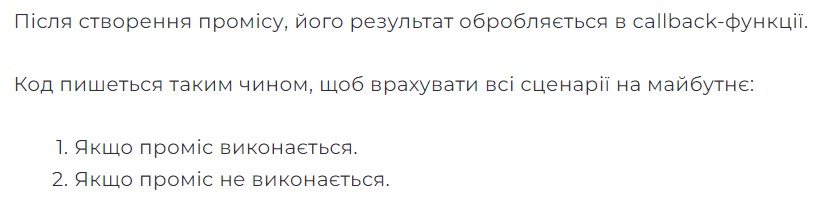 Після створення промісу, його результат обробляється в callback-функції.
Код пишеться таким чином, щоб врахувати всі сценарії на майбутнє:
1. Якщо проміс виконається.
2. Якщо проміс не виконається.